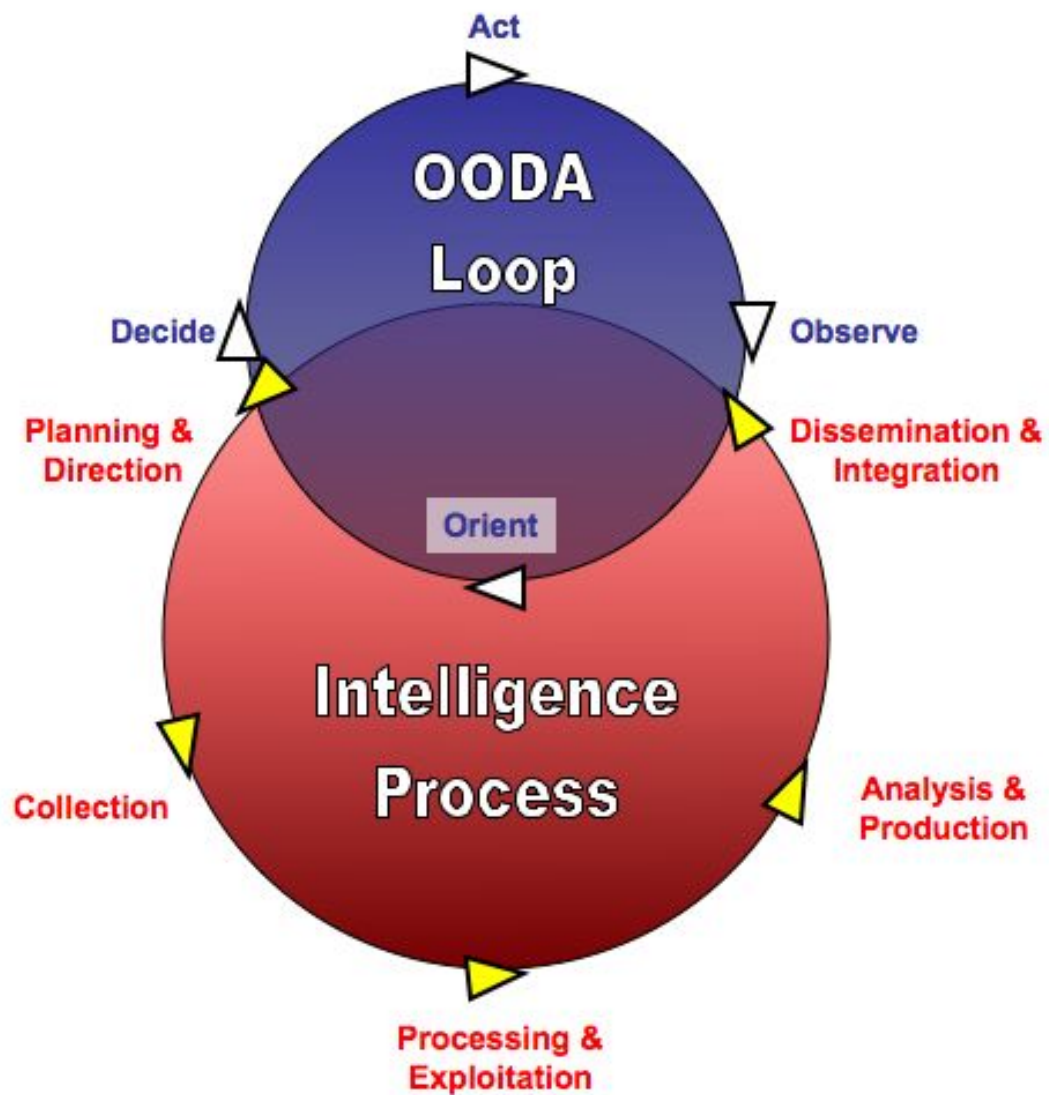 Act
OODA
Loop
Decide
Observe
Planning &
Direction
Dissemination &
Integration
Orient
Intelligence
Process
Collection
Analysis &
Production
Processing &
Exploitation